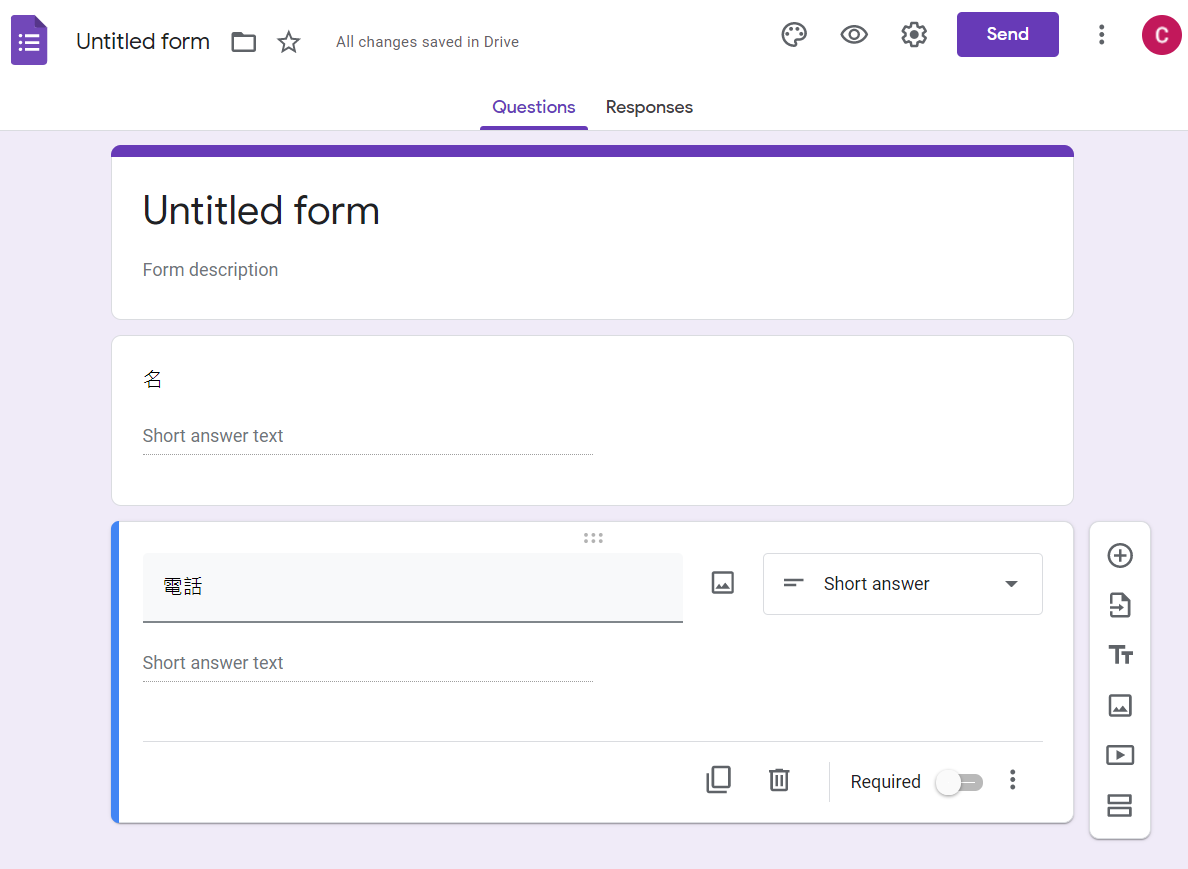 Untitled form
All changes saved in Drive
Send
C
Questions Responses
Untitled form
Form description
名
Short answer text
電話
Short answer
Short answer text
Required